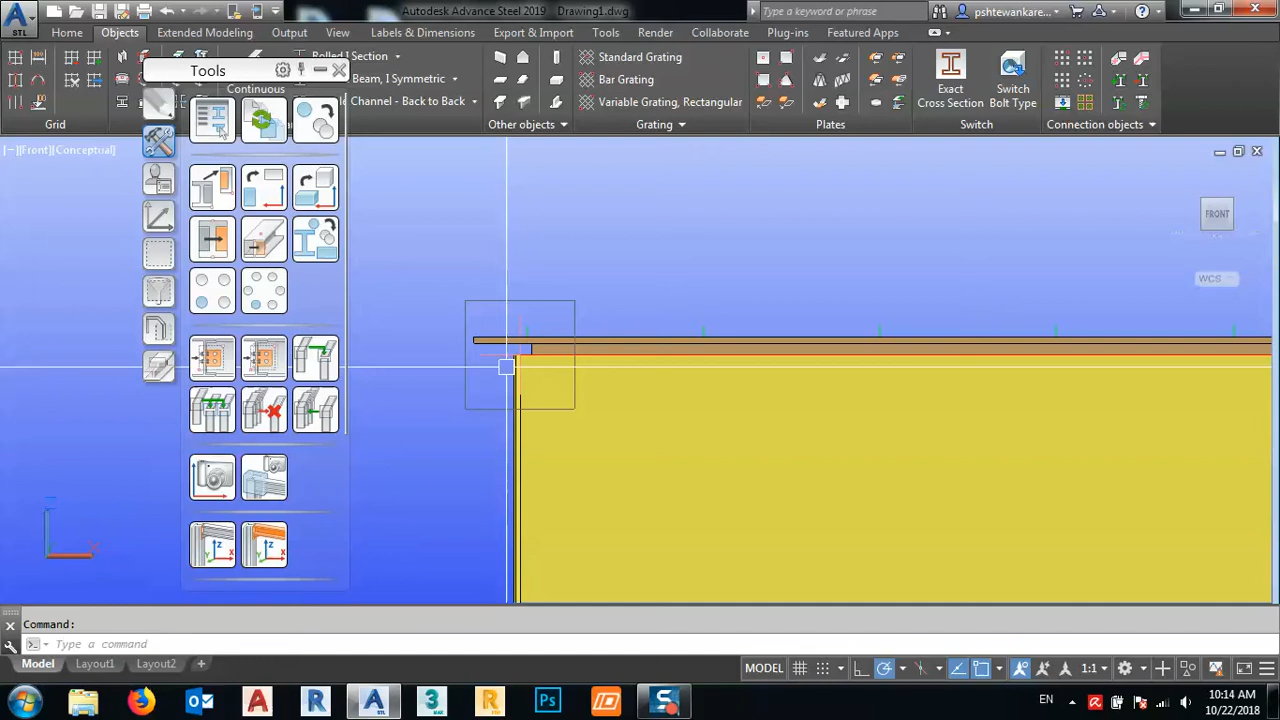 Autodesk Advance Steel 2019 Drawing1.dwg
Type a keyword or phrase
pshtewankare...
STL
Home
Objects
Extended Modeling
Output
View
Labels & Dimensions
Export & Import
Tools
Render
Collaborate
Plug-ins
Featured Apps
Rolled I Section
Beam, I Symmetric
Channel - Back to Back
Standard Grating
Bar Grating
Variable Grating, Rectangular
Exact
Cross Section
Switch
Bolt Type
Grid
Other objects
Grating
Plates
Switch
Connection objects
Tools
Continuous
[−][Front][Conceptual]
FRONT
WCS
Command:
Type a command
Model
Layout1
Layout2
MODEL
1:1
EN
10:14 AM
10/22/2018